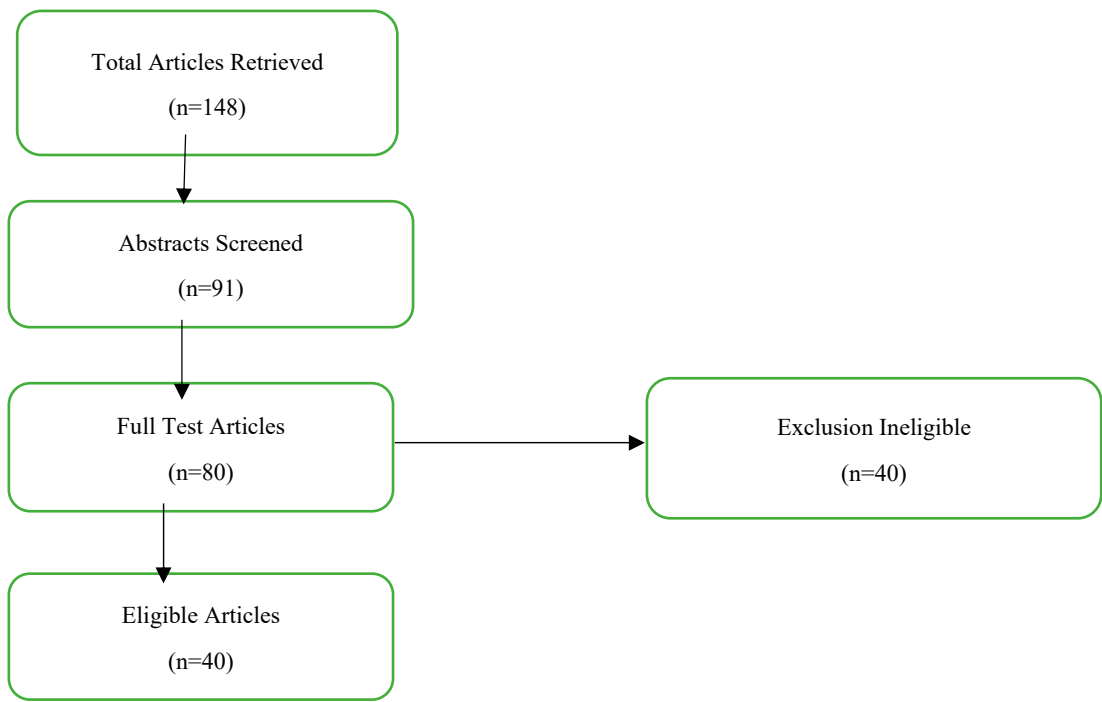 Total Articles Retrieved
(n=148)
Abstracts Screened
(n=91)
Full Test Articles
(n=80)
Exclusion Ineligible
(n=40)
Eligible Articles
(n=40)